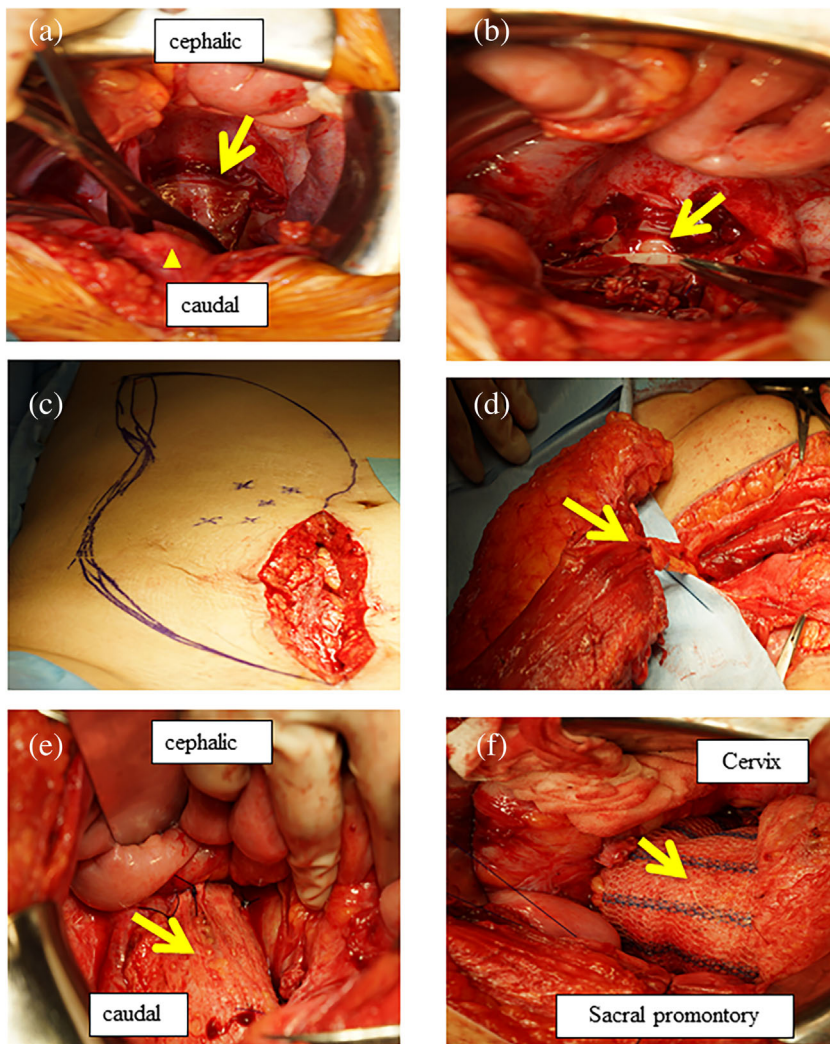 (a)
cephalic
caudal
(b)
(c)
(d)
(e)
cephalic
caudal
(f)
Cervix
Sacral promontory